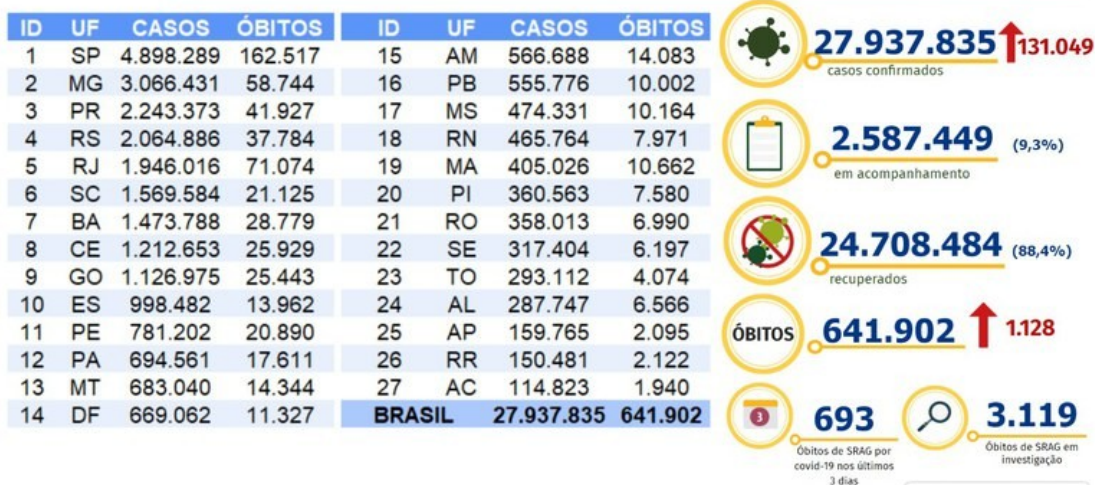 ID UF CASOS ÓBITOS
1 SP 4.898.289 162.517
2 MG 3.066.431 58.744
3 PR 2.243.373 41.927
4 RS 2.064.886 37.784
5 RJ 1.946.016 71.074
6 SC 1.569.584 21.125
7 BA 1.473.788 28.779
8 CE 1.212.653 25.929
9 GO 1.126.975 25.443
10 ES 998.482 13.962
11 PE 781.202 20.890
12 PA 694.561 17.611
13 MT 683.040 14.344
14 DF 669.062 11.327
ID UF CASOS ÓBITOS
15 AM 566.688 14.083
16 PB 555.776 10.002
17 MS 474.331 10.164
18 RN 465.764 7.971
19 MA 405.026 10.662
20 PI 360.563 7.580
21 RO 358.013 6.990
22 SE 317.404 6.197
23 TO 293.112 4.074
24 AL 287.747 6.566
25 AP 159.765 2.095
26 RR 150.481 2.122
27 AC 114.823 1.940
BRASIL 27.937.835 641.902
27.937.835 131.049
casos confirmados
2.587.449 (9,3%)
em acompanhamento
24.708.484 (88,4%)
recuperados
ÓBITOS 641.902 1.128
3 693
Óbitos de SRAG por
covid-19 nos últimos
3 dias
3.119
Óbitos de SRAG em
investigação